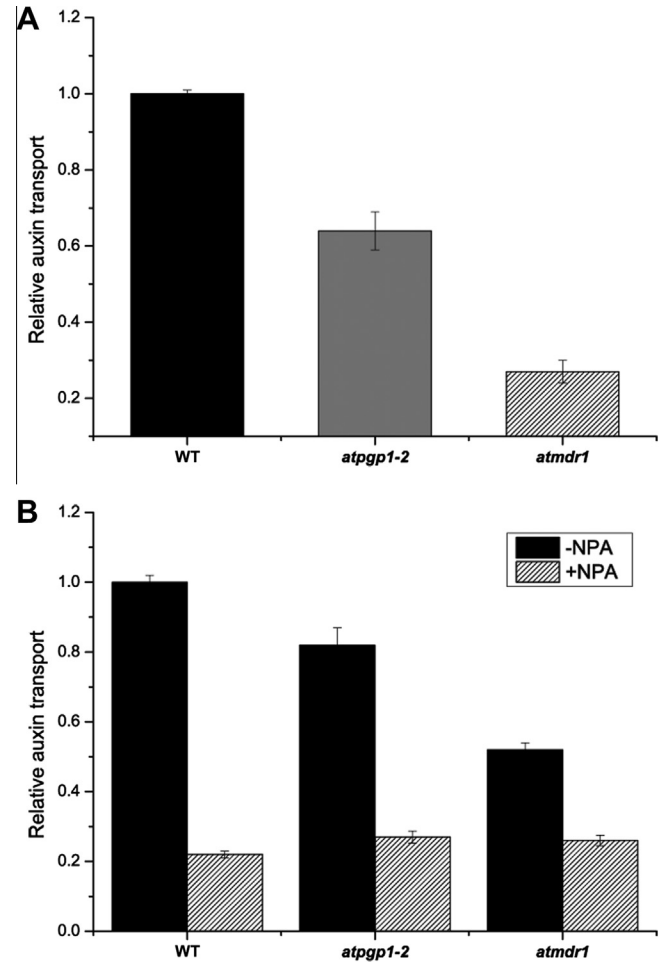 A
1.2
1.0
0.8
0.6
0.4
0.2
Relative auxin transport
WT
atpgp1-2
atmdr1
B
1.2
1.0
0.8
0.6
0.4
0.2
0.0
Relative auxin transport
-NPA
+NPA
WT
atpgp1-2
atmdr1